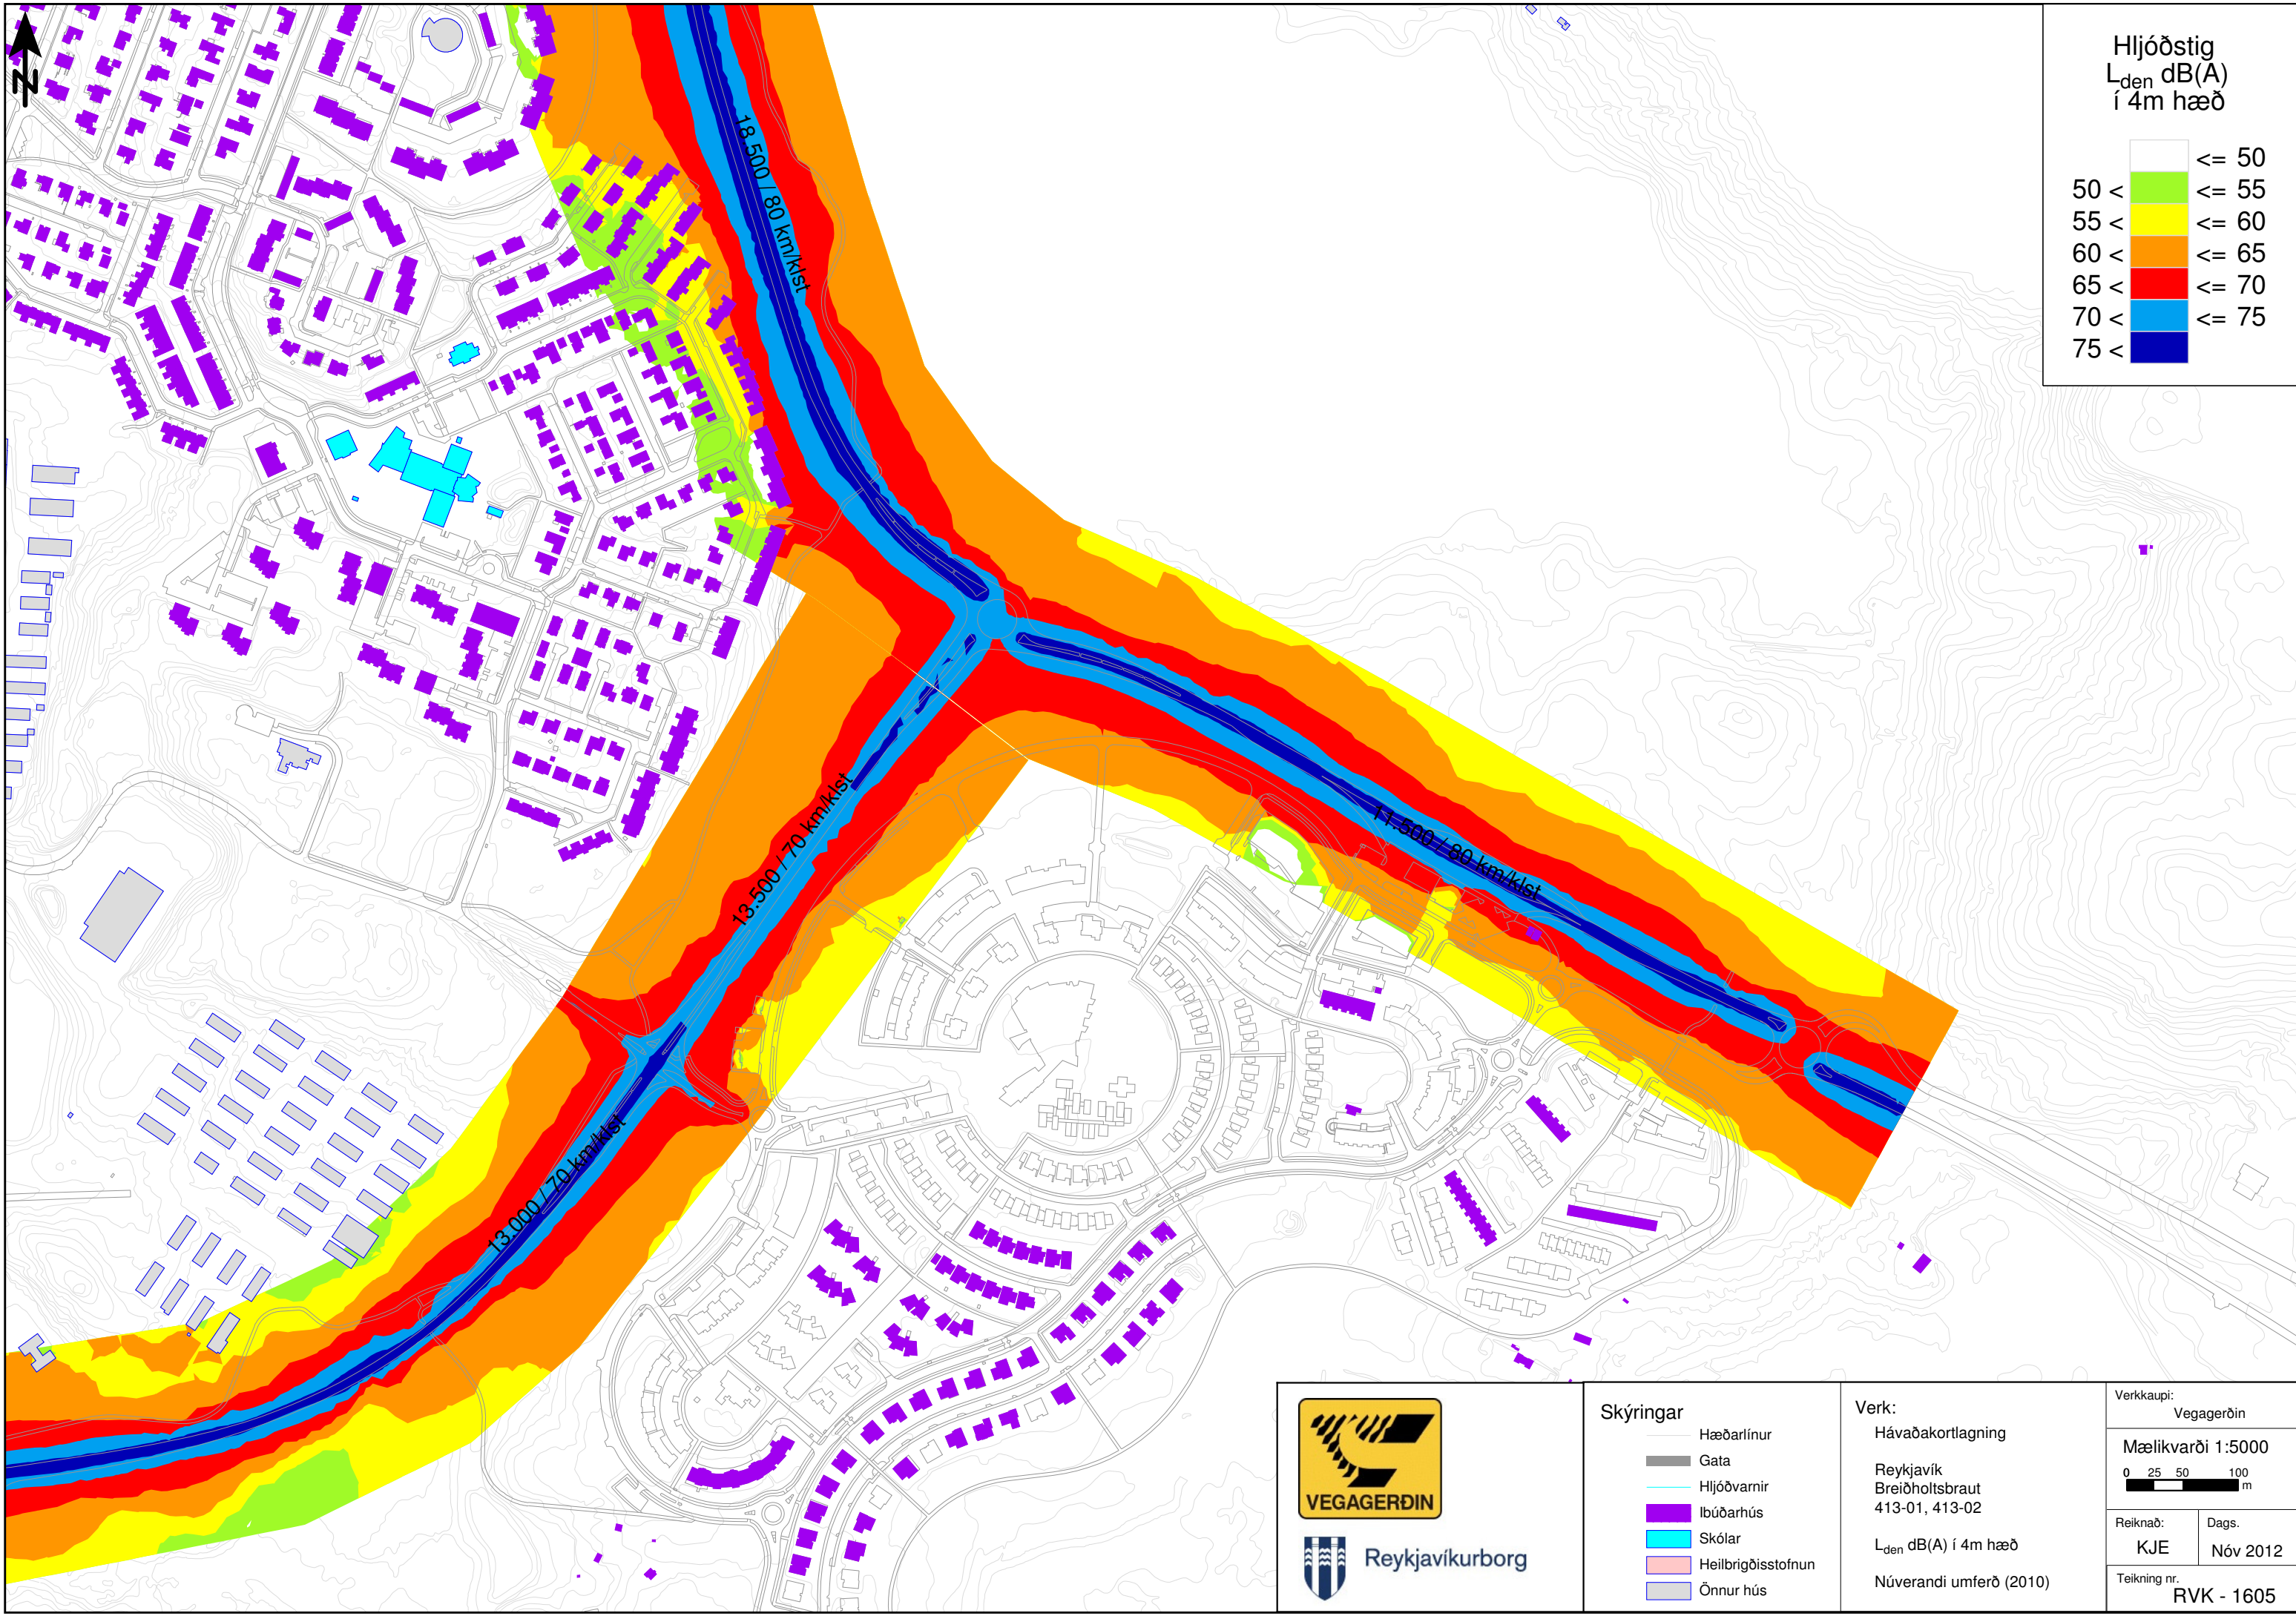 N
18.500 / 80 km/klst
13.500 / 70 km/klst
11.500 / 80 km/klst
13.000 / 70 km/klst
Hljóðstig
Lden dB(A)
í 4m hæð
<= 50
50 < <= 55
55 < <= 60
60 < <= 65
65 < <= 70
70 < <= 75
75 <
VEGAGERÐIN
Reykjavíkurborg
Skýringar
Hæðarlínur
Gata
Hljóðvarnir
Íbúðarhús
Skólar
Heilbrigðisstofnun
Önnur hús
Verk:
Hávaðakortlagning
Reykjavík
Breiðholtsbraut
413-01, 413-02
Lden dB(A) í 4m hæð
Núverandi umferð (2010)
Verkkaupi:
Vegagerðin
Mælikvarði 1:5000
0 25 50 100
m
Reiknað:
KJE
Dags.
Nóv 2012
Teikning nr.
RVK - 1605